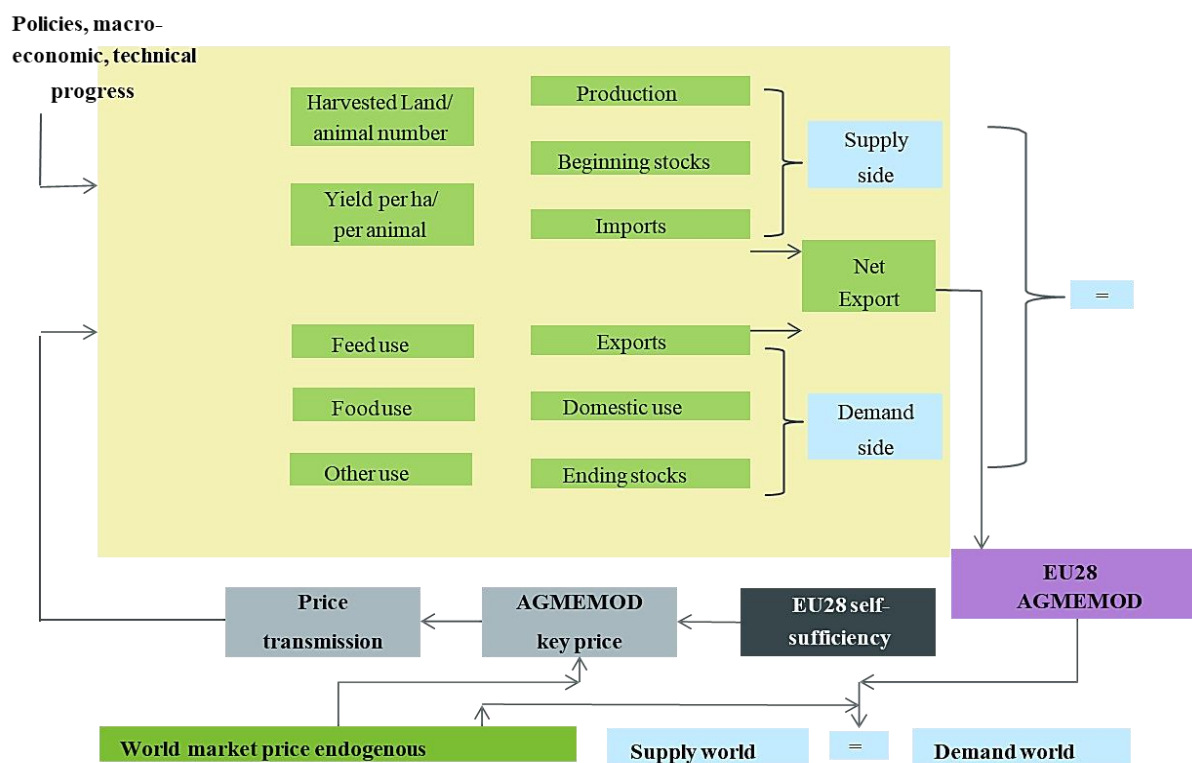 Policies, macro-
economic, technical
progress
Harvested Land/
animal number
Yield per ha/
per animal
Production
Beginning stocks
Imports
Supply
side
Net
Export
=
Feed use
Food use
Other use
Exports
Domestic use
Ending stocks
Demand
side
EU28
AGMEMOD
Price
transmission
AGMEMOD
key price
EU28 self-
sufficiency
World market price endogenous
Supply world
=
Demand world